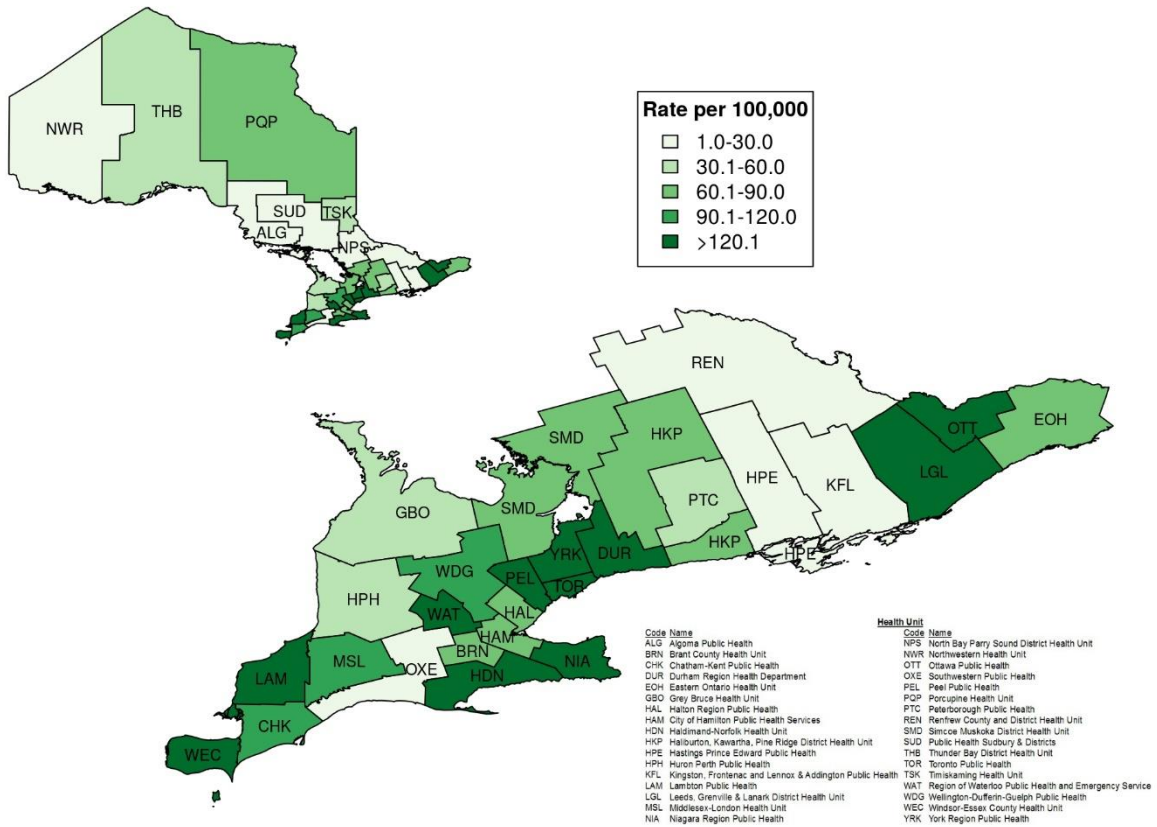 NWR
THB
PQP
SUD
TSK
ALG
NPS
Rate per 100,000
1.0-30.0
30.1-60.0
60.1-90.0
90.1-120.0
>120.1
REN
SMD
HKP
OTT
EOH
LGL
HPE
KFL
PTC
GBO
SMD
HKP
YRK
DUR
HPE
WDG
PEL
TOR
HPH
WAT
HAL
HAM
MSL
BRN
OXE
NIA
LAM
HDN
CHK
WEC
Health Unit
Code Name
ALG Algoma Public Health
BRN Brant County Health Unit
CHK Chatham-Kent Public Health
DUR Durham Region Health Department
EOH Eastern Ontario Health Unit
GBO Grey Bruce Health Unit
HAL Halton Region Public Health
HAM City of Hamilton Public Health Services
HDN Haldimand-Norfolk Health Unit
HKP Haliburton, Kawartha, Pine Ridge District Health Unit
HPE Hastings Prince Edward Public Health
HPH Huron Perth Public Health
KFL Kingston, Frontenac and Lennox & Addington Public Health
LAM Lambton Public Health
LGL Leeds, Grenville & Lanark District Health Unit
MSL Middlesex-London Health Unit
NIA Niagara Region Public Health
Code Name
NPS North Bay Parry Sound District Health Unit
NWR Northwestern Health Unit
OTT Ottawa Public Health
OXE Southwestern Public Health
PEL Peel Public Health
PQP Porcupine Health Unit
PTC Peterborough Public Health
REN Renfrew County and District Health Unit
SMD Simcoe Muskoka District Health Unit
SUD Public Health Sudbury & Districts
THB Thunder Bay District Health Unit
TOR Toronto Public Health
TSK Timiskaming Health Unit
WAT Region of Waterloo Public Health and Emergency Service
WDG Wellington-Dufferin-Guelph Public Health
WEC Windsor-Essex County Health Unit
YRK York Region Public Health